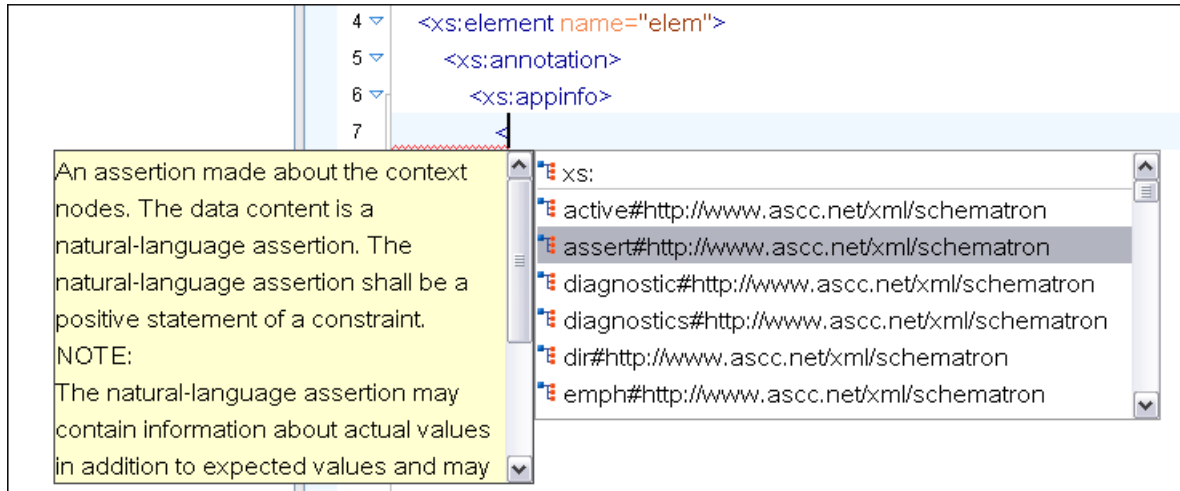 4 <xs:element name="elem">
5 <xs:annotation>
6 <xs:appinfo>
7 <
An assertion made about the context
nodes. The data content is a
natural-language assertion. The
natural-language assertion shall be a
positive statement of a constraint.
NOTE:
The natural-language assertion may
contain information about actual values
in addition to expected values and may
xs:
active#http://www.ascc.net/xml/schematron
assert#http://www.ascc.net/xml/schematron
diagnostic#http://www.ascc.net/xml/schematron
diagnostics#http://www.ascc.net/xml/schematron
dir#http://www.ascc.net/xml/schematron
emph#http://www.ascc.net/xml/schematron